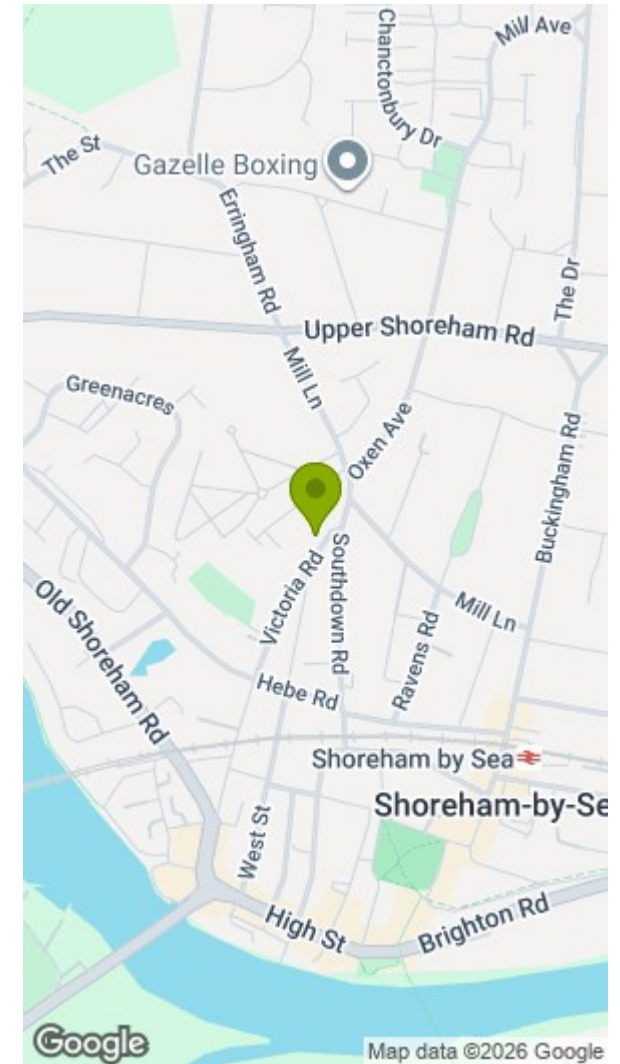 Mill Ave
Chanctonbury Dr
The St
Gazelle Boxing
Erringham Rd
The Dr
Upper Shoreham Rd
Mill Ln
Greenacres
Oxen Ave
Buckingham Rd
Victoria Rd
Southdown Rd
Old Shoreham Rd
Mill Ln
Ravens Rd
Hebe Rd
Shoreham by Sea
Shoreham-by-Se
West St
High St
Brighton Rd
Google
Map data ©2026 Google